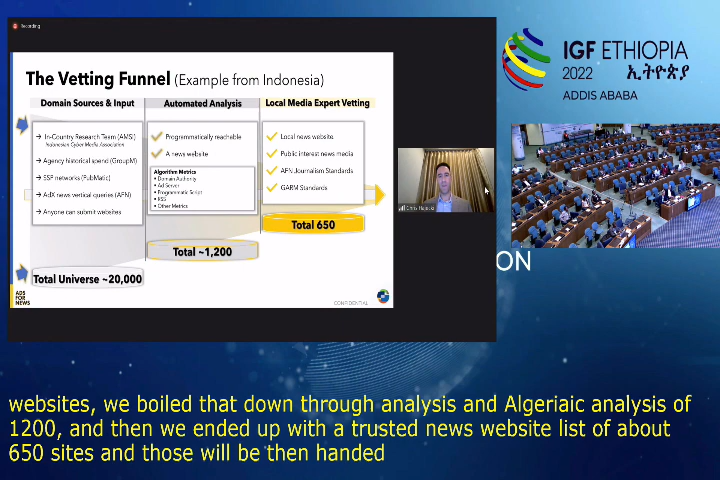 Recording
The Vetting Funnel (Example from Indonesia)
Domain Sources & Input
Automated Analysis
Local Media Expert Vetting
→ In-Country Research Team (AMSI)
Indonesian Cyber Media Association
→ Agency historical spend (GroupM)
→ SSP networks (PubMatic)
→ AdX news vertical queries (AFN)
→ Anyone can submit websites
Total Universe ~20,000
✓ Programmatically reachable
✓ A news website
Algorithm Metrics
• Domain Authority
• Ad Server
• Programmatic Script
• RSS
• Other Metrics
Total ~1,200
✓ Local news website
✓ Public interest news media
✓ AFN Journalism Standards
✓ GARM Standards
Total 650
ADS
FOR
NEWS
CONFIDENTIAL
Chris Hajecki
IGF ETHIOPIA
2022 ኢትዮጵያ
ADDIS ABABA
ON
websites, we boiled that down through analysis and Algeriaic analysis of
1200, and then we ended up with a trusted news website list of about
650 sites and those will be then handed